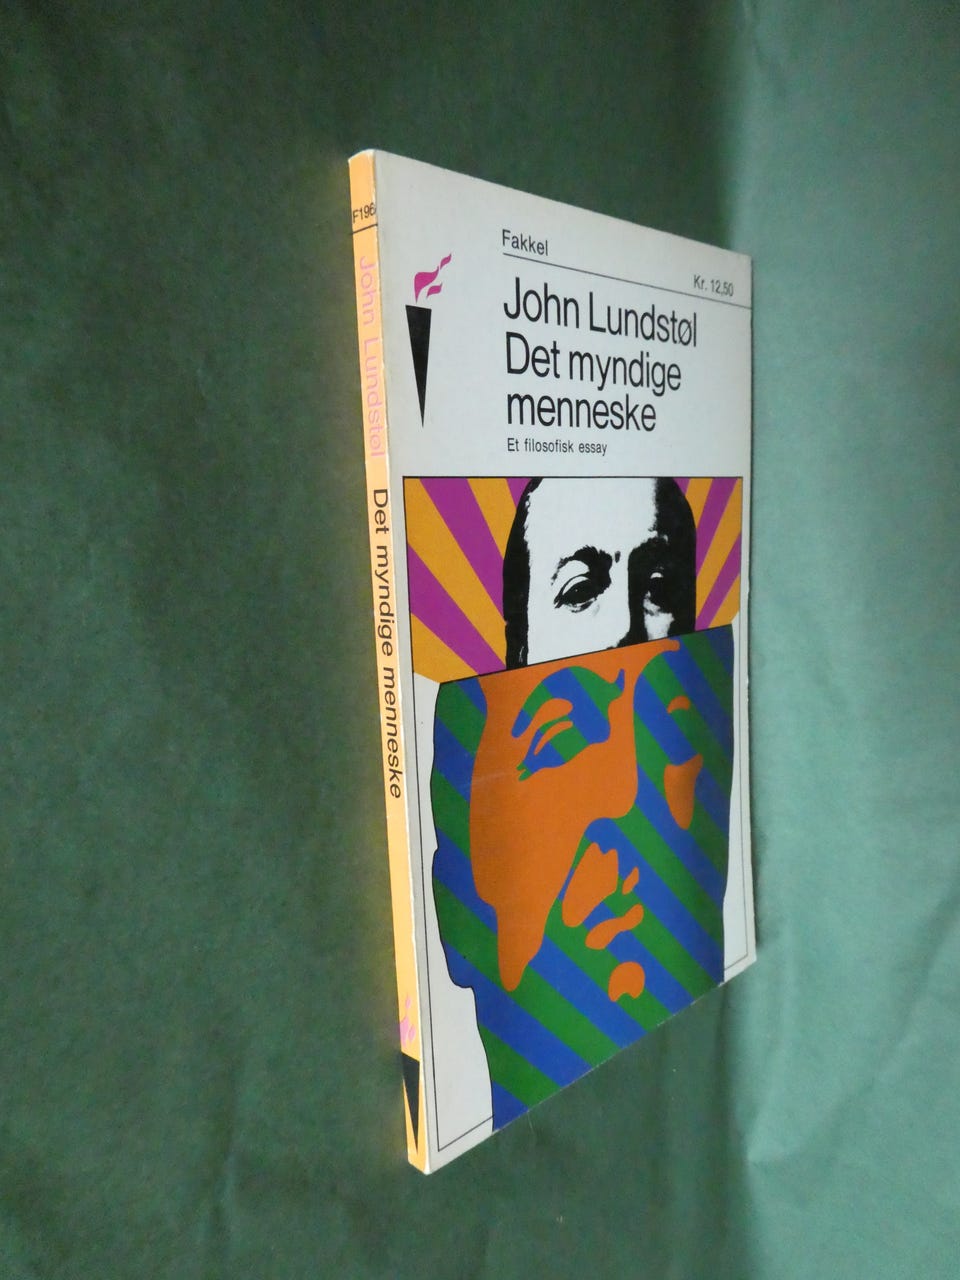 F196
John Lundstøl Det myndige menneske
Fakkel
Kr. 12,50
John Lundstøl
Det myndige
menneske
Et filosofisk essay